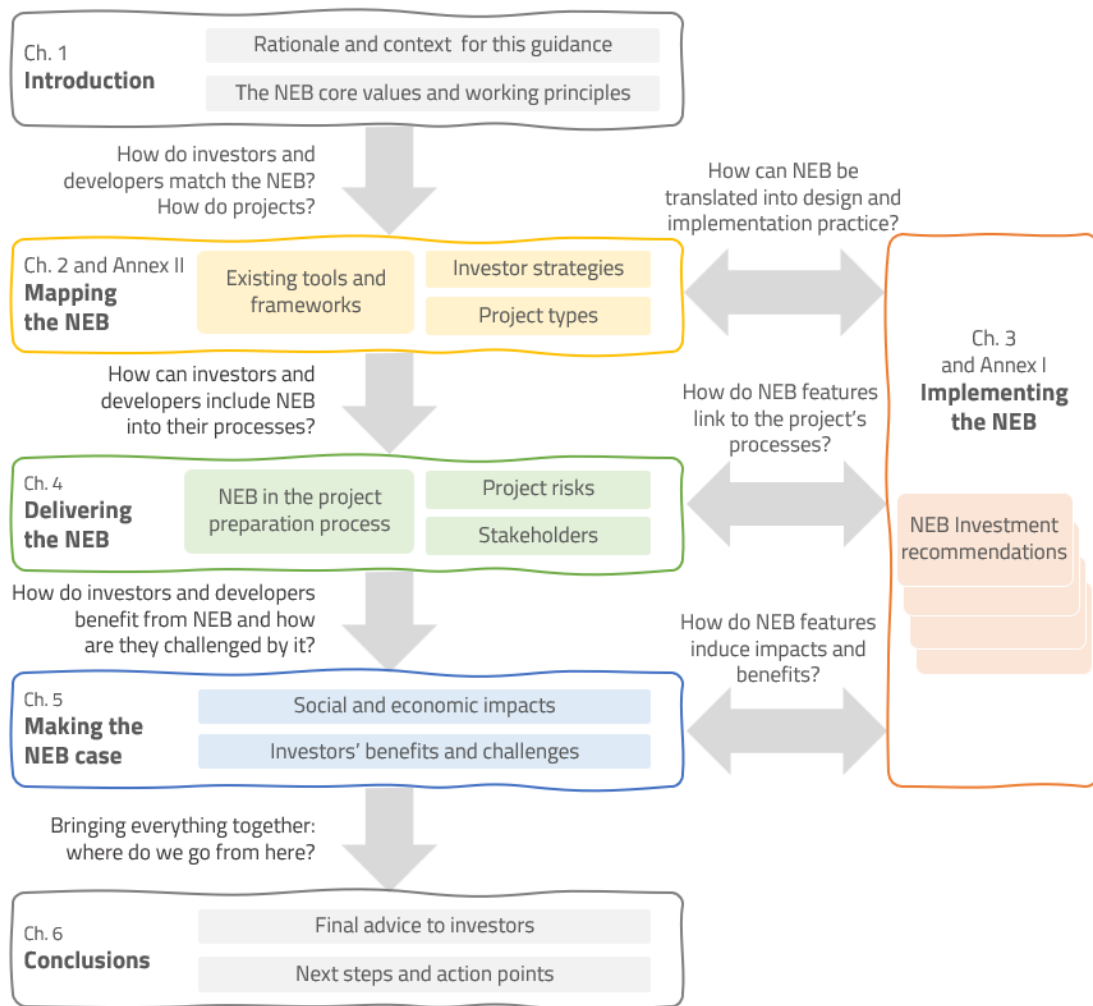 Ch. 1
Introduction
Rationale and context for this guidance
The NEB core values and working principles
How do investors and
developers match the NEB?
How do projects?
How can NEB be
translated into design and
implementation practice?
Ch. 2 and Annex II
Mapping
the NEB
Existing tools and
frameworks
Investor strategies
Project types
Ch. 3
and Annex I
Implementing
the NEB
NEB Investment
recommendations
How can investors and
developers include NEB
into their processes?
How do NEB features
link to the project's
processes?
Ch. 4
Delivering
the NEB
NEB in the project
preparation process
Project risks
Stakeholders
How do investors and developers
benefit from NEB and how
are they challenged by it?
How do NEB features
induce impacts and
benefits?
Ch. 5
Making the
NEB case
Social and economic impacts
Investors' benefits and challenges
Bringing everything together:
where do we go from here?
Ch. 6
Conclusions
Final advice to investors
Next steps and action points